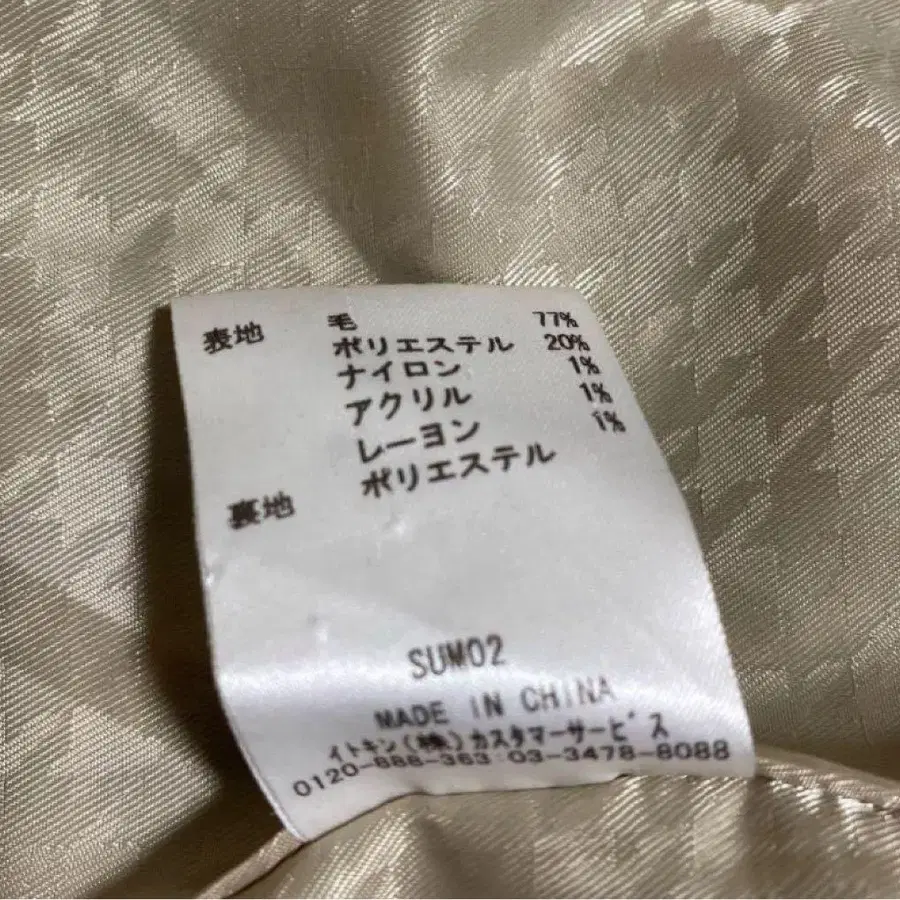 表地 毛 77%
ポリエステル 20%
ナイロン 1%
アクリル 1%
レーヨン 1%
裏地 ポリエステル
SUM02
MADE IN CHINA
イトキン(株)カスタマーサービス
0120-888-363:03-3478-8088